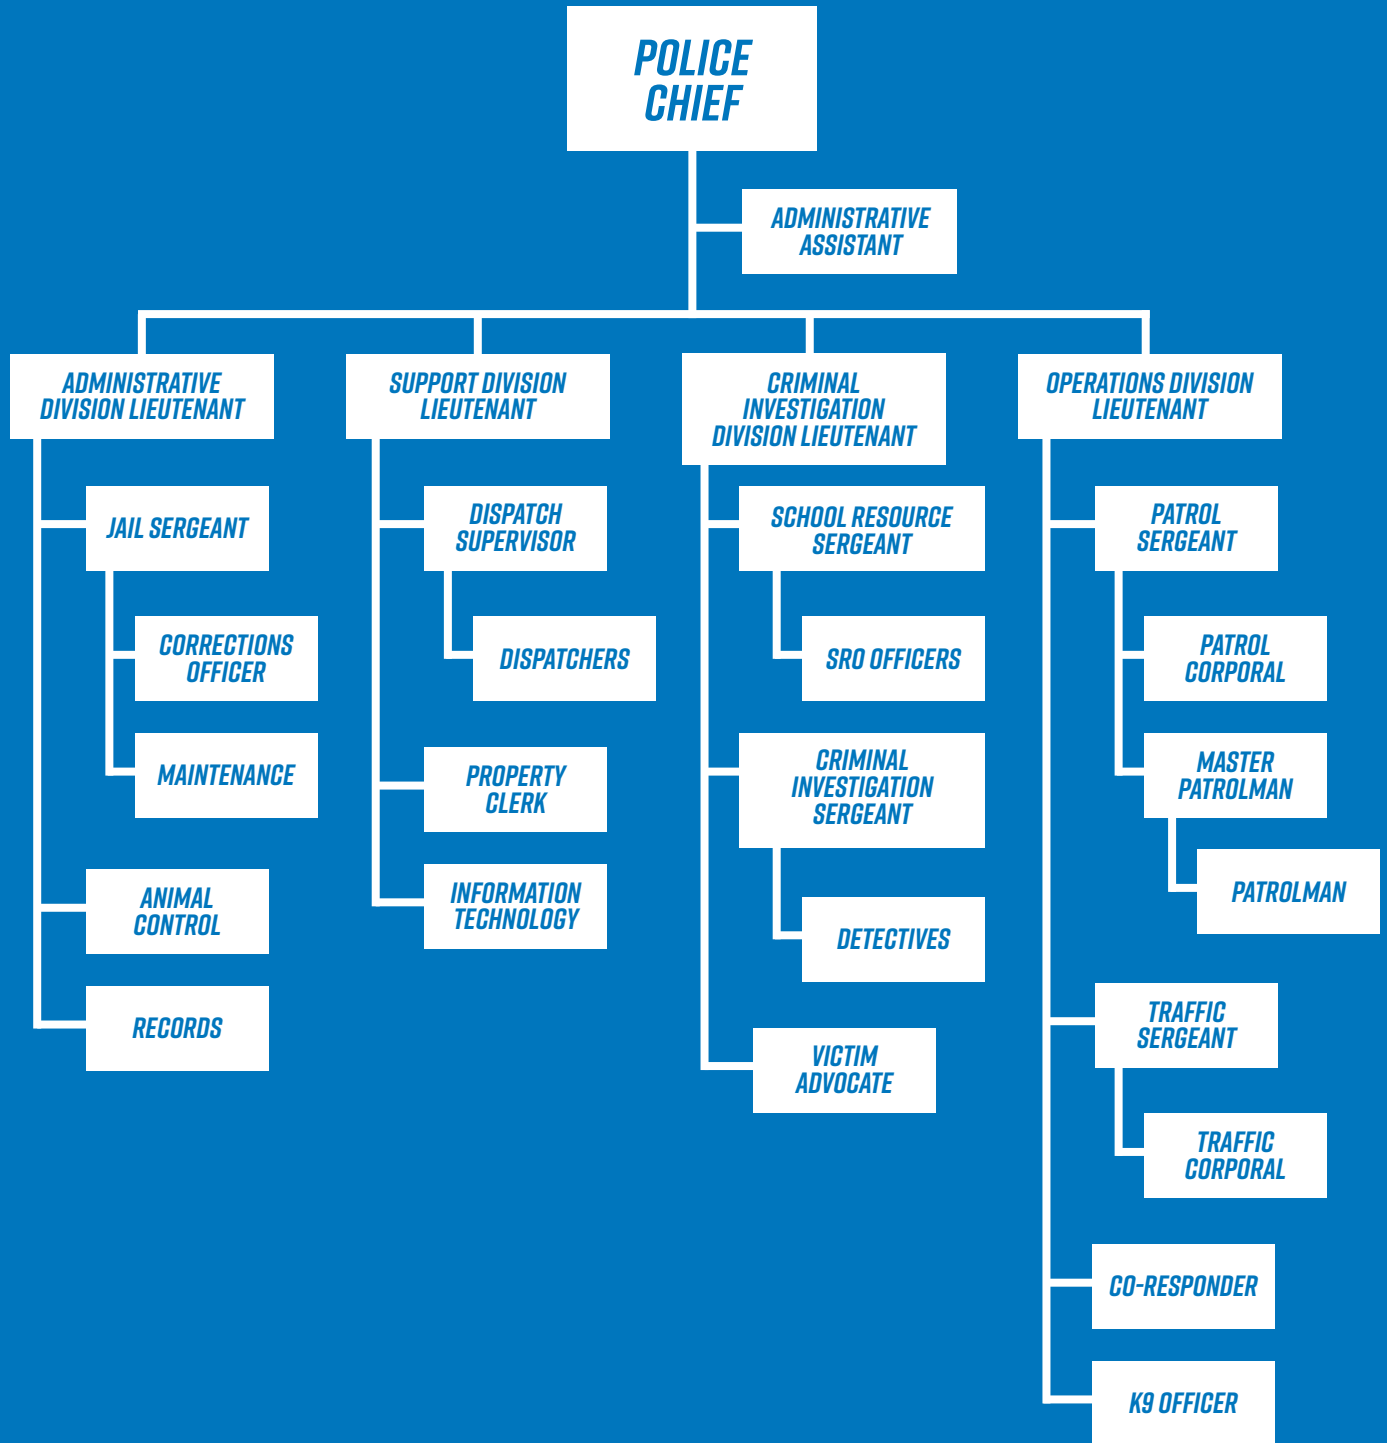 POLICE
CHIEF
ADMINISTRATIVE
ASSISTANT
ADMINISTRATIVE
DIVISION LIEUTENANT
JAIL SERGEANT
CORRECTIONS
OFFICER
MAINTENANCE
ANIMAL
CONTROL
RECORDS
SUPPORT DIVISION
LIEUTENANT
DISPATCH
SUPERVISOR
DISPATCHERS
PROPERTY
CLERK
INFORMATION
TECHNOLOGY
CRIMINAL
INVESTIGATION
DIVISION LIEUTENANT
SCHOOL RESOURCE
SERGEANT
SRO OFFICERS
CRIMINAL
INVESTIGATION
SERGEANT
DETECTIVES
VICTIM
ADVOCATE
OPERATIONS DIVISION
LIEUTENANT
PATROL
SERGEANT
PATROL
CORPORAL
MASTER
PATROLMAN
PATROLMAN
TRAFFIC
SERGEANT
TRAFFIC
CORPORAL
CO-RESPONDER
K9 OFFICER